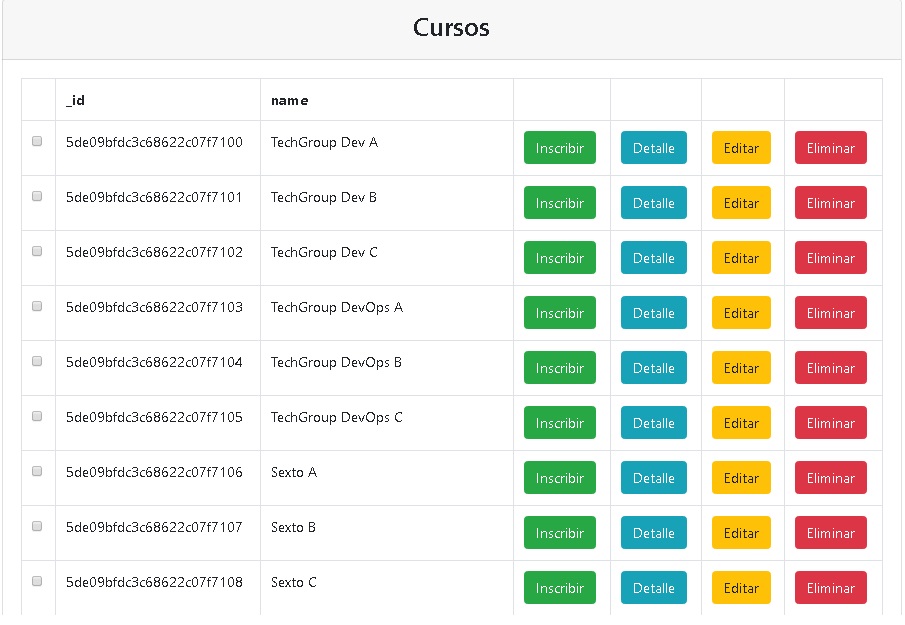 Cursos
_id name
5de09bfdc3c68622c07f7100 TechGroup Dev A Inscribir Detalle Editar Eliminar
5de09bfdc3c68622c07f7101 TechGroup Dev B Inscribir Detalle Editar Eliminar
5de09bfdc3c68622c07f7102 TechGroup Dev C Inscribir Detalle Editar Eliminar
5de09bfdc3c68622c07f7103 TechGroup DevOps A Inscribir Detalle Editar Eliminar
5de09bfdc3c68622c07f7104 TechGroup DevOps B Inscribir Detalle Editar Eliminar
5de09bfdc3c68622c07f7105 TechGroup DevOps C Inscribir Detalle Editar Eliminar
5de09bfdc3c68622c07f7106 Sexto A Inscribir Detalle Editar Eliminar
5de09bfdc3c68622c07f7107 Sexto B Inscribir Detalle Editar Eliminar
5de09bfdc3c68622c07f7108 Sexto C Inscribir Detalle Editar Eliminar